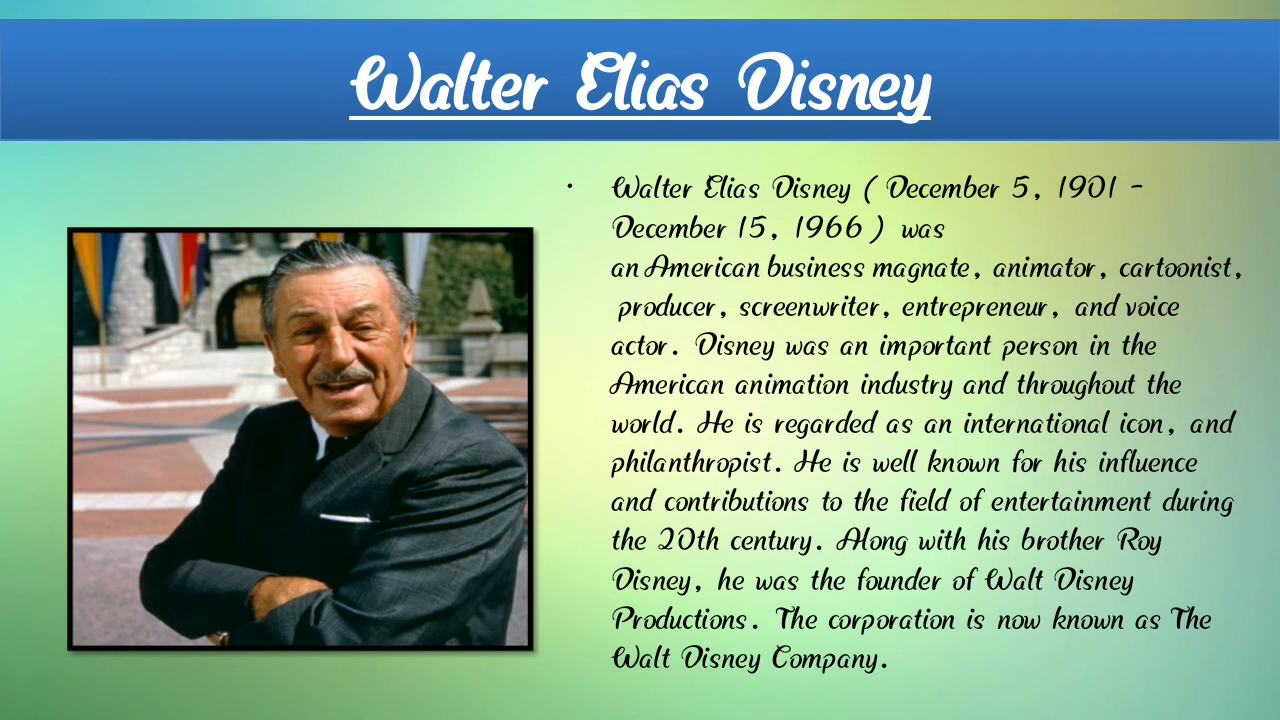 Walter Elias Disney
• Walter Elias Disney ( December 5, 1901 -
December 15, 1966 ) was
an American business magnate, animator, cartoonist,
producer, screenwriter, entrepreneur, and voice
actor. Disney was an important person in the
American animation industry and throughout the
world. He is regarded as an international icon, and
philanthropist. He is well known for his influence
and contributions to the field of entertainment during
the 20th century. Along with his brother Roy
Disney, he was the founder of Walt Disney
Productions. The corporation is now known as The
Walt Disney Company.